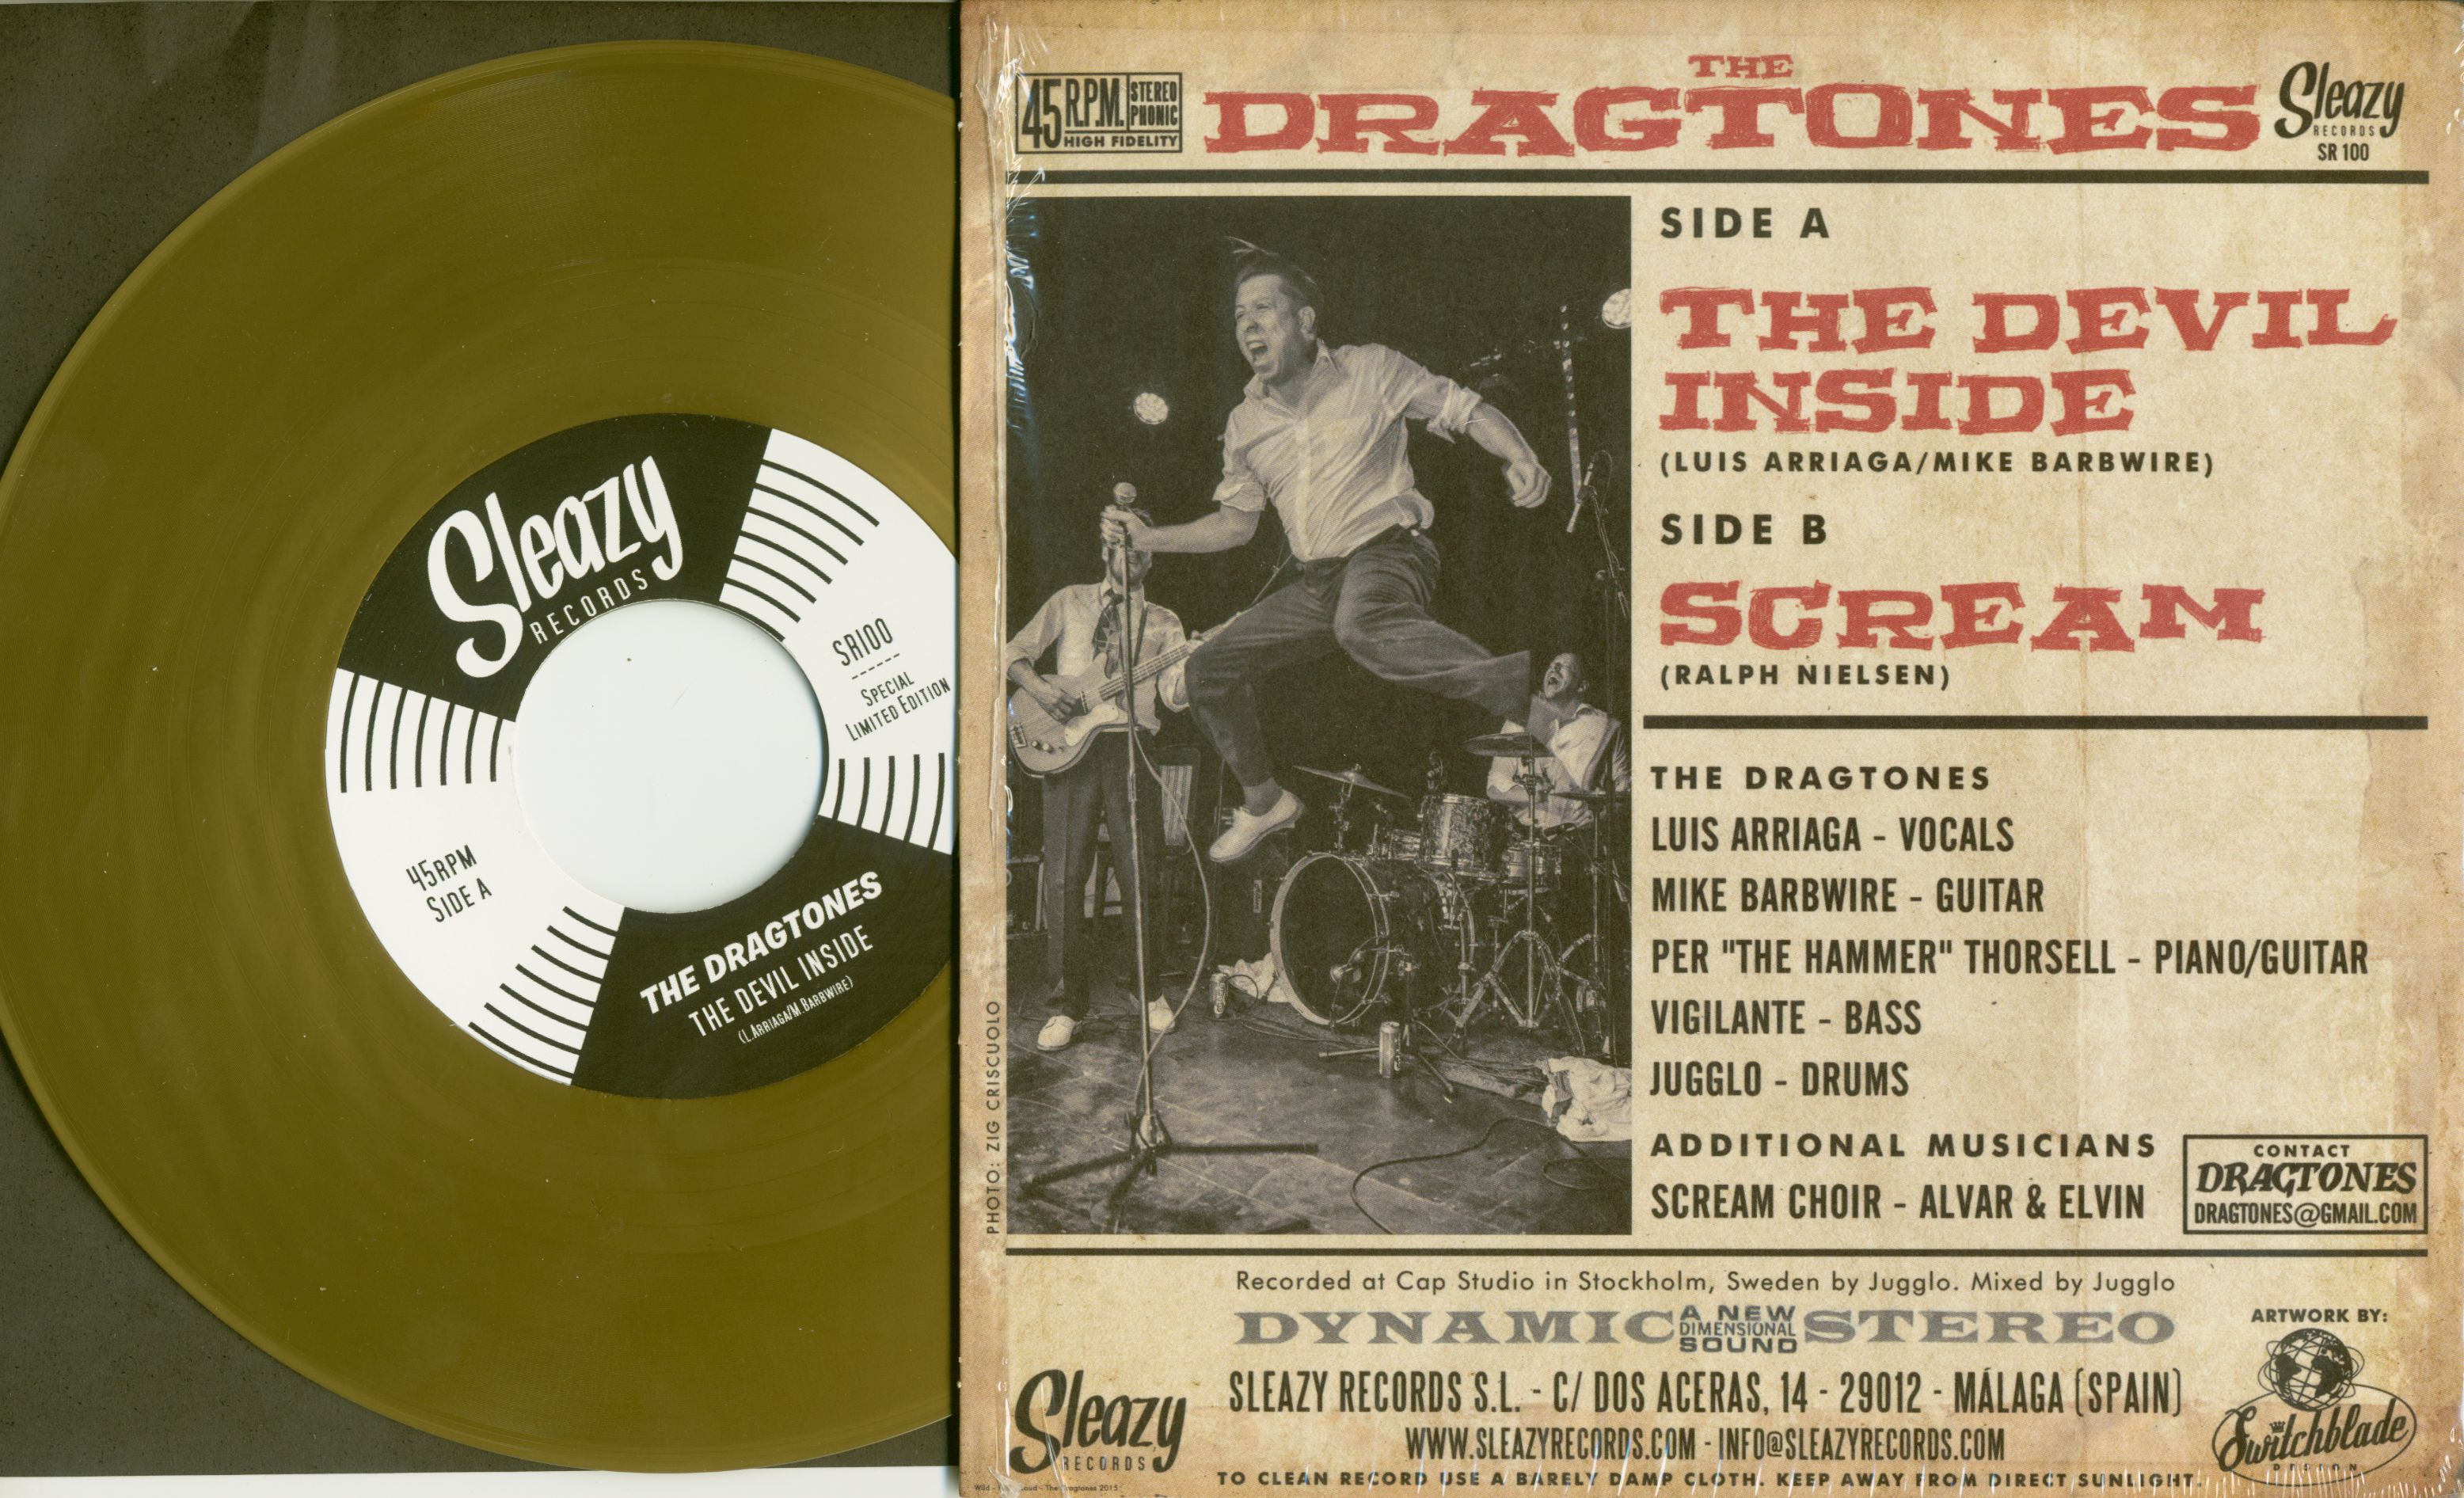 Sleazy
RECORDS
SR100
SPECIAL
LIMITED EDITION
45RPM
SIDE A
THE DRAGTONES
THE DEVIL INSIDE
(L.ARRIAGA/M.BARBWIRE)
45 R.P.M. STEREO
PHONIC
HIGH FIDELITY
THE
DRAGTONES
Sleazy
RECORDS
SR 100
SIDE A
THE DEVIL
INSIDE
(LUIS ARRIAGA/MIKE BARBWIRE)
SIDE B
SCREAM
(RALPH NIELSEN)
THE DRAGTONES
LUIS ARRIAGA - VOCALS
MIKE BARBWIRE - GUITAR
PER "THE HAMMER" THORSELL - PIANO/GUITAR
VIGILANTE - BASS
JUGGLO - DRUMS
ADDITIONAL MUSICIANS
SCREAM CHOIR - ALVAR & ELVIN
CONTACT
DRAGTONES
DRAGTONES@GMAIL.COM
PHOTO: ZIG CRISCUOLO
Recorded at Cap Studio in Stockholm, Sweden by Jugglo. Mixed by Jugglo
DYNAMIC A NEW DIMENSIONAL SOUND STEREO
ARTWORK BY:
Switchblade
DESIGN
Sleazy
RECORDS
SLEAZY RECORDS S.L. - C/ DOS ACERAS, 14 - 29012 - MÁLAGA (SPAIN)
WWW.SLEAZYRECORDS.COM - INFO@SLEAZYRECORDS.COM
TO CLEAN RECORD USE A BARELY DAMP CLOTH. KEEP AWAY FROM DIRECT SUNLIGHT.
Wild - - The Dragtones 2015